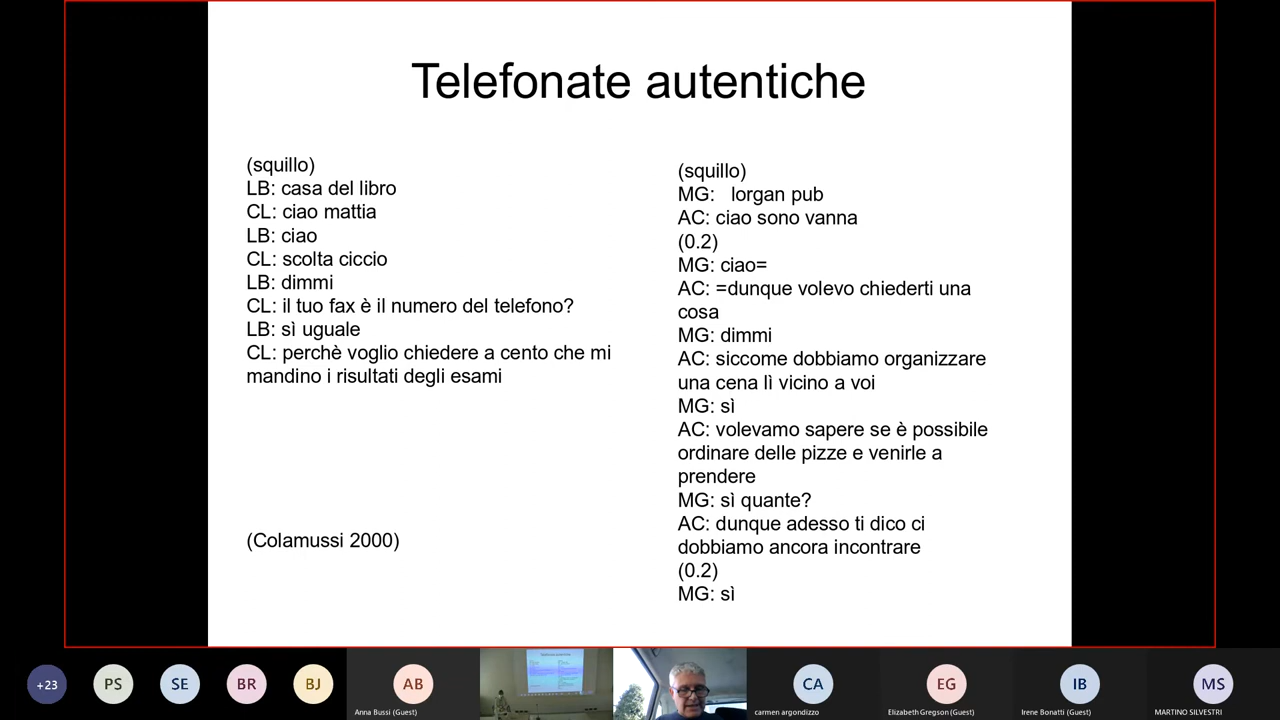 Telefonate autentiche
(squillo)
LB: casa del libro
CL: ciao mattia
LB: ciao
CL: scolta ciccio
LB: dimmi
CL: il tuo fax è il numero del telefono?
LB: sì uguale
CL: perchè voglio chiedere a cento che mi
mandino i risultati degli esami
(Colamussi 2000)
(squillo)
MG: lorgan pub
AC: ciao sono vanna
(0.2)
MG: ciao=
AC: =dunque volevo chiederti una
cosa
MG: dimmi
AC: siccome dobbiamo organizzare
una cena lì vicino a voi
MG: sì
AC: volevamo sapere se è possibile
ordinare delle pizze e venirle a
prendere
MG: sì quante?
AC: dunque adesso ti dico ci
dobbiamo ancora incontrare
(0.2)
MG: sì
+23
PS
SE
BR
BJ
AB
Anna Bussi (Guest)
CA
carmen argondizzo
EG
Elizabeth Gregson (Guest)
IB
Irene Bonatti (Guest)
MS
MARTINO SILVESTRI